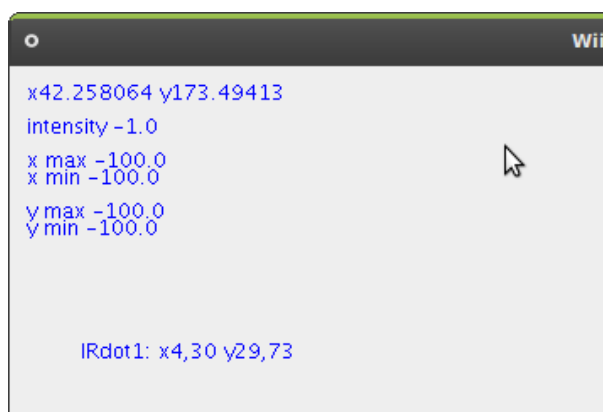 Wii
x42.258064 y173.49413
intensity -1.0
x max -100.0
x min -100.0
y max -100.0
y min -100.0
IRdot1: x4,30 y29,73